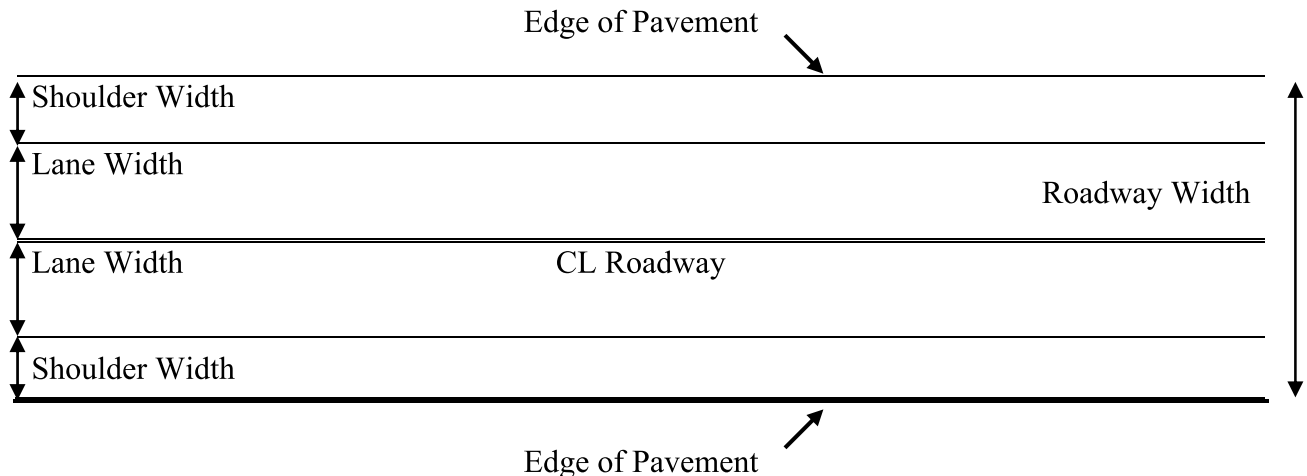 Edge of Pavement
Shoulder Width
Lane Width
Roadway Width
Lane Width
CL Roadway
Shoulder Width
Edge of Pavement